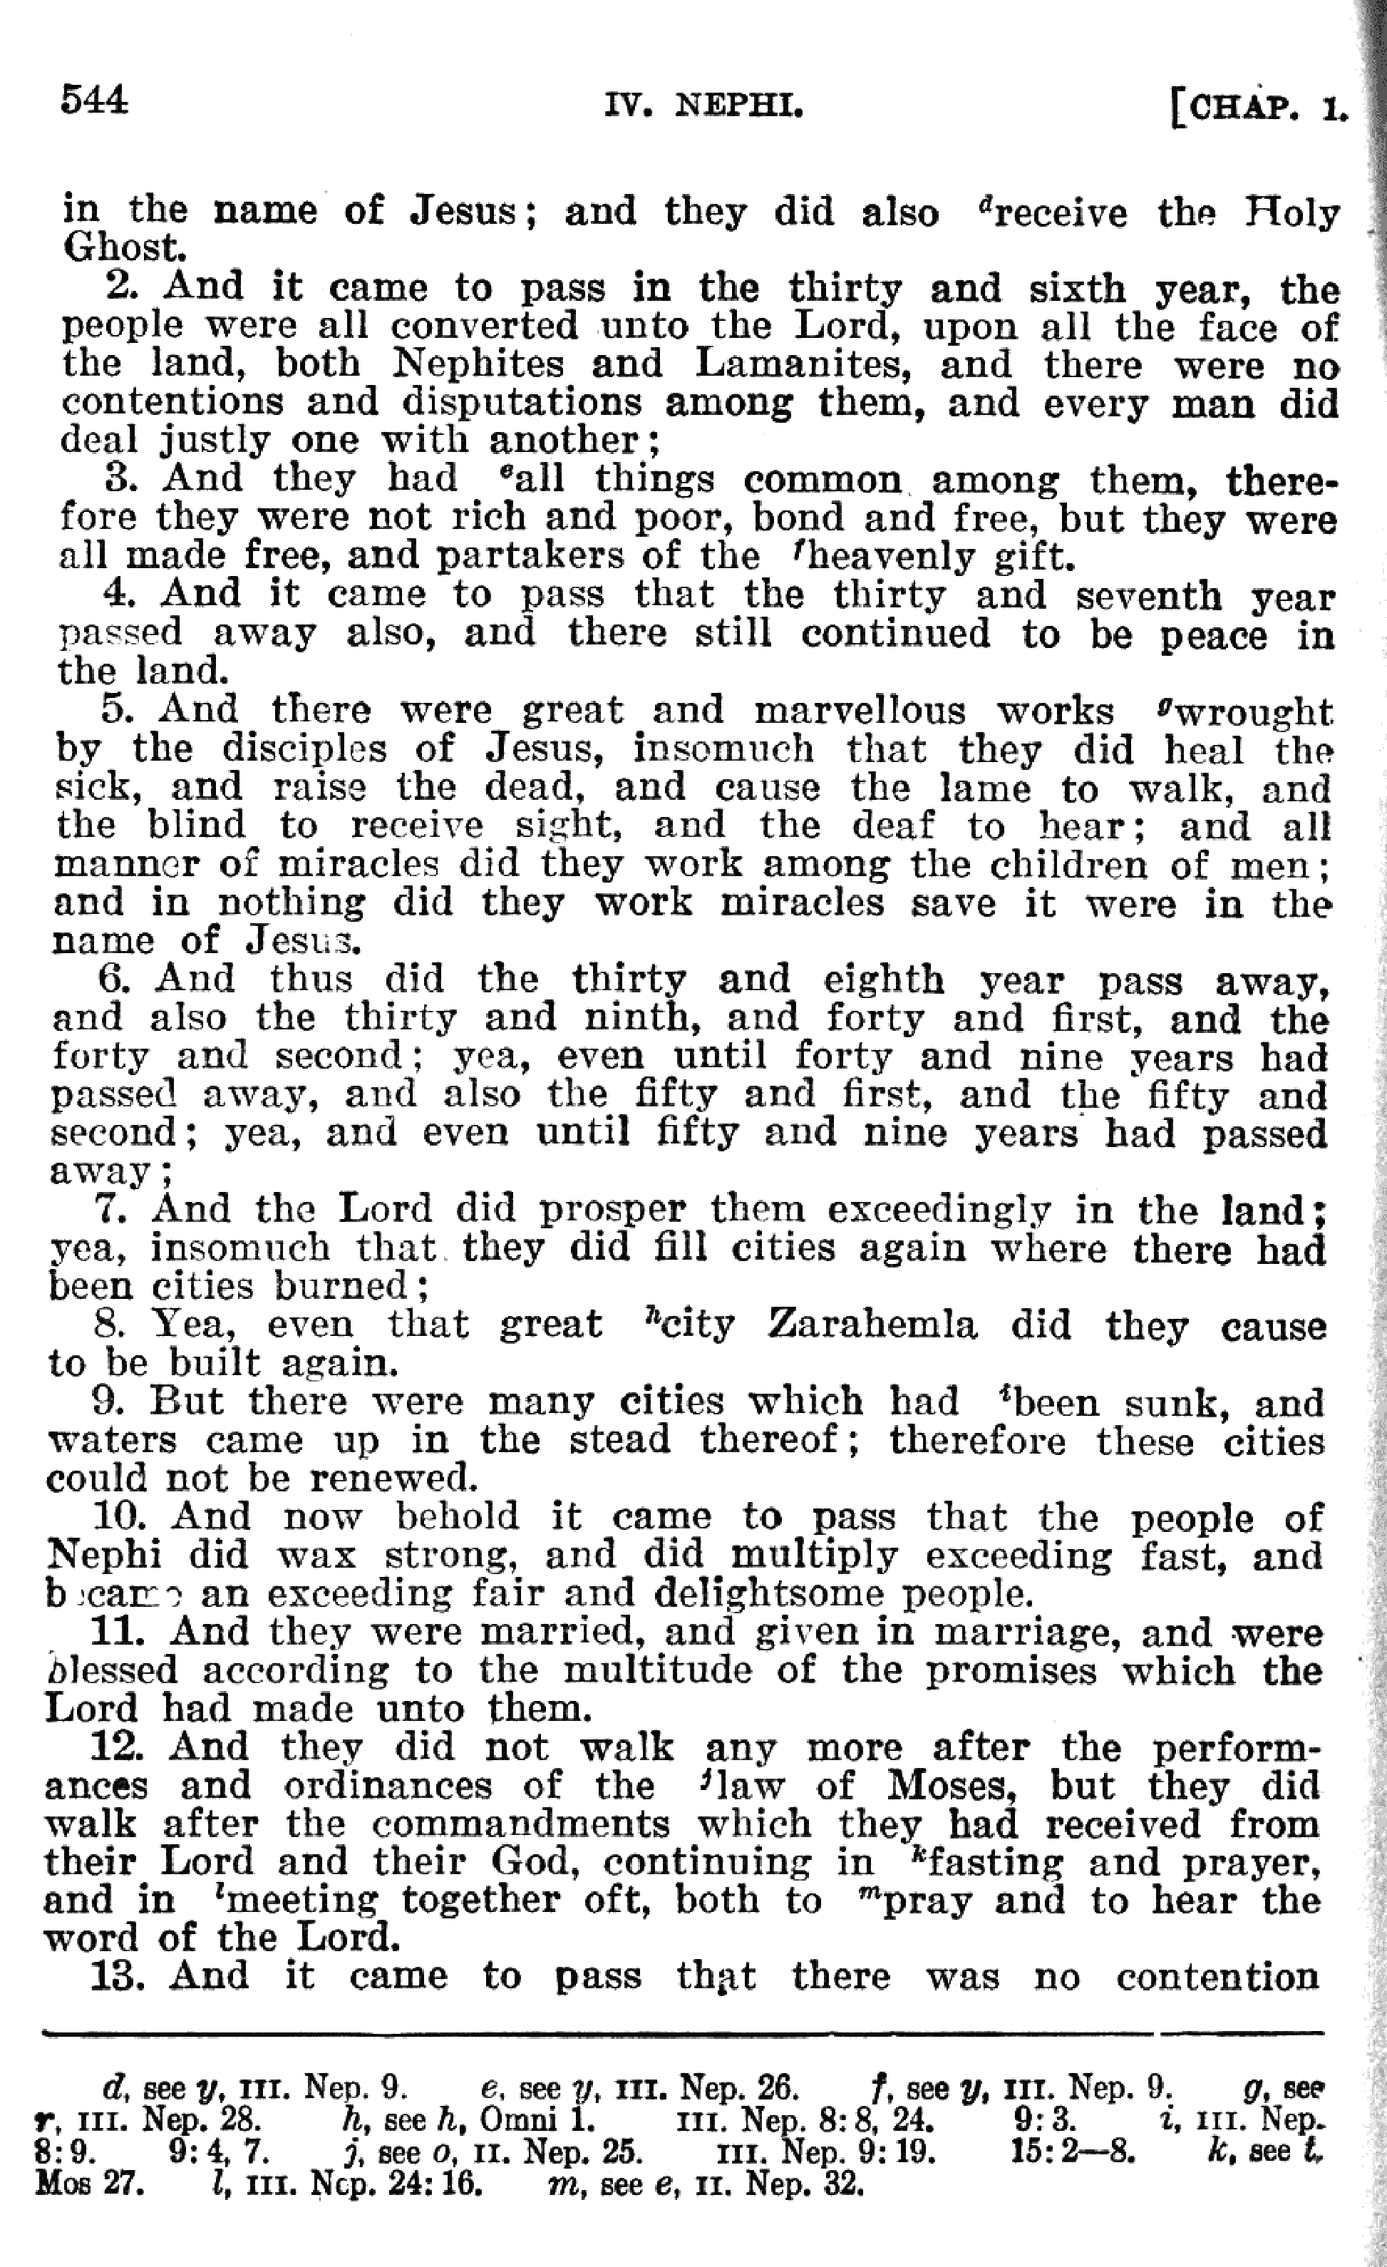 544 IV. NEPHI. [CHAP. 1.
in the name of Jesus; and they did also dreceive the Holy
Ghost.
2. And it came to pass in the thirty and sixth year, the
people were all converted unto the Lord, upon all the face of
the land, both Nephites and Lamanites, and there were no
contentions and disputations among them, and every man did
deal justly one with another;
3. And they had eall things common among them, there-
fore they were not rich and poor, bond and free, but they were
all made free, and partakers of the fheavenly gift.
4. And it came to pass that the thirty and seventh year
passed away also, and there still continued to be peace in
the land.
5. And there were great and marvellous works gwrought
by the disciples of Jesus, insomuch that they did heal the
sick, and raise the dead, and cause the lame to walk, and
the blind to receive sight, and the deaf to hear; and all
manner of miracles did they work among the children of men;
and in nothing did they work miracles save it were in the
name of Jesus.
6. And thus did the thirty and eighth year pass away,
and also the thirty and ninth, and forty and first, and the
forty and second; yea, even until forty and nine years had
passed away, and also the fifty and first, and the fifty and
second; yea, and even until fifty and nine years had passed
away;
7. And the Lord did prosper them exceedingly in the land;
yea, insomuch that they did fill cities again where there had
been cities burned;
8. Yea, even that great hcity Zarahemla did they cause
to be built again.
9. But there were many cities which had ibeen sunk, and
waters came up in the stead thereof; therefore these cities
could not be renewed.
10. And now behold it came to pass that the people of
Nephi did wax strong, and did multiply exceeding fast, and
became an exceeding fair and delightsome people.
11. And they were married, and given in marriage, and were
blessed according to the multitude of the promises which the
Lord had made unto them.
12. And they did not walk any more after the perform-
ances and ordinances of the jlaw of Moses, but they did
walk after the commandments which they had received from
their Lord and their God, continuing in kfasting and prayer,
and in lmeeting together oft, both to mpray and to hear the
word of the Lord.
13. And it came to pass that there was no contention
d, see y, III. Nep. 9. e, see y, III. Nep. 26. f, see y, III. Nep. 9. g, see
r, III. Nep. 28. h, see h, Omni 1. III. Nep. 8:8, 24. 9:3. i, III. Nep.
8:9. 9:4, 7. j, see o, II. Nep. 25. III. Nep. 9:19. 15:2—8. k, see t,
Mos 27. l, III. Nep. 24:16. m, see e, II. Nep. 32.